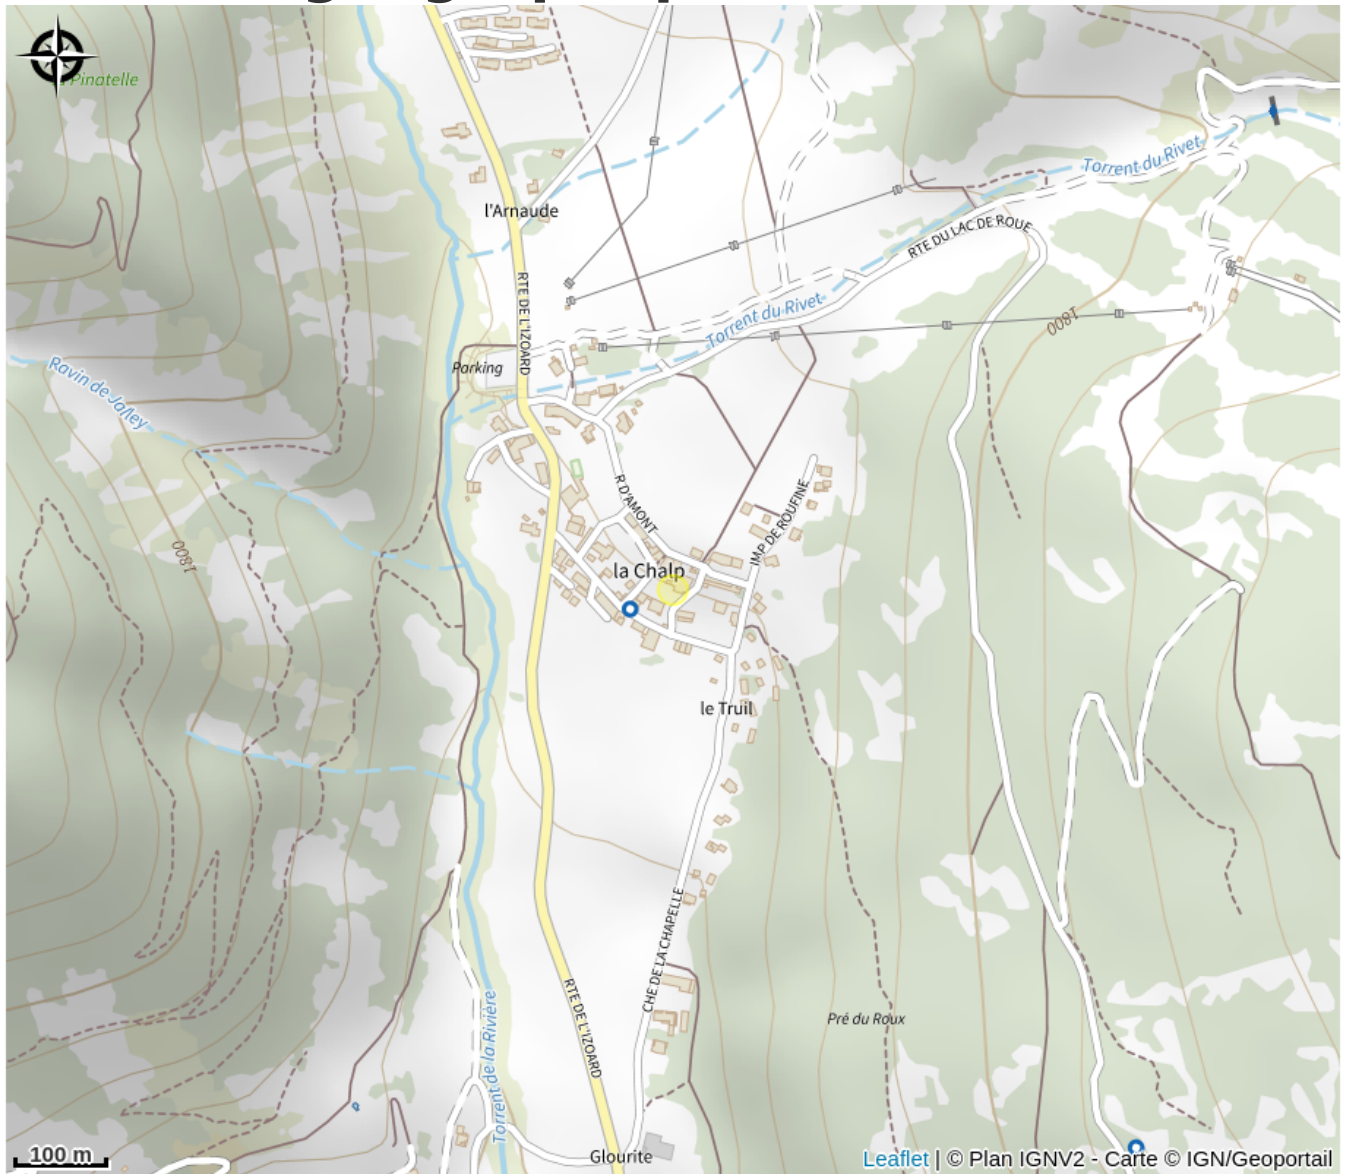 Pinatelle
l'Arnaude
Torrent du Rivet
RTE DU LAC DE ROUE
RTE DE L'IZOARD
Torrent du Rivet
1800
Parking
Ravin de Jalley
R D'AMONT
IMP DE ROUFINE
1800
la Chalp
le Truil
CHE DE LA CHAPELLE
RTE DE L'IZOARD
Pré du Roux
Torrent de la Rivière
Glourite
100 m
Leaflet | © Plan IGNV2 - Carte © IGN/Geoportail